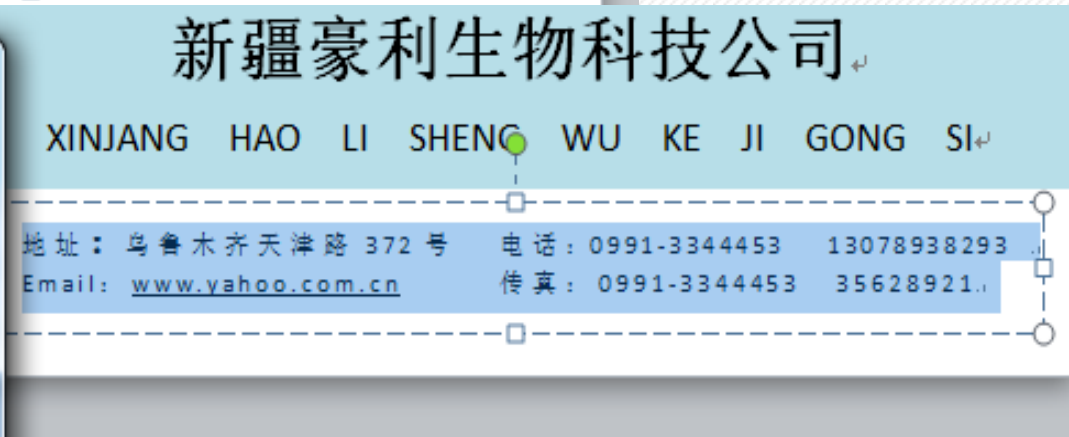 新疆豪利生物科技公司
XINJANG HAO LI SHENG WU KE JI GONG SI
地址：乌鲁木齐天津路 372 号 电话：0991-3344453 13078938293
Email: www.yahoo.com.cn 传真：0991-3344453 35628921